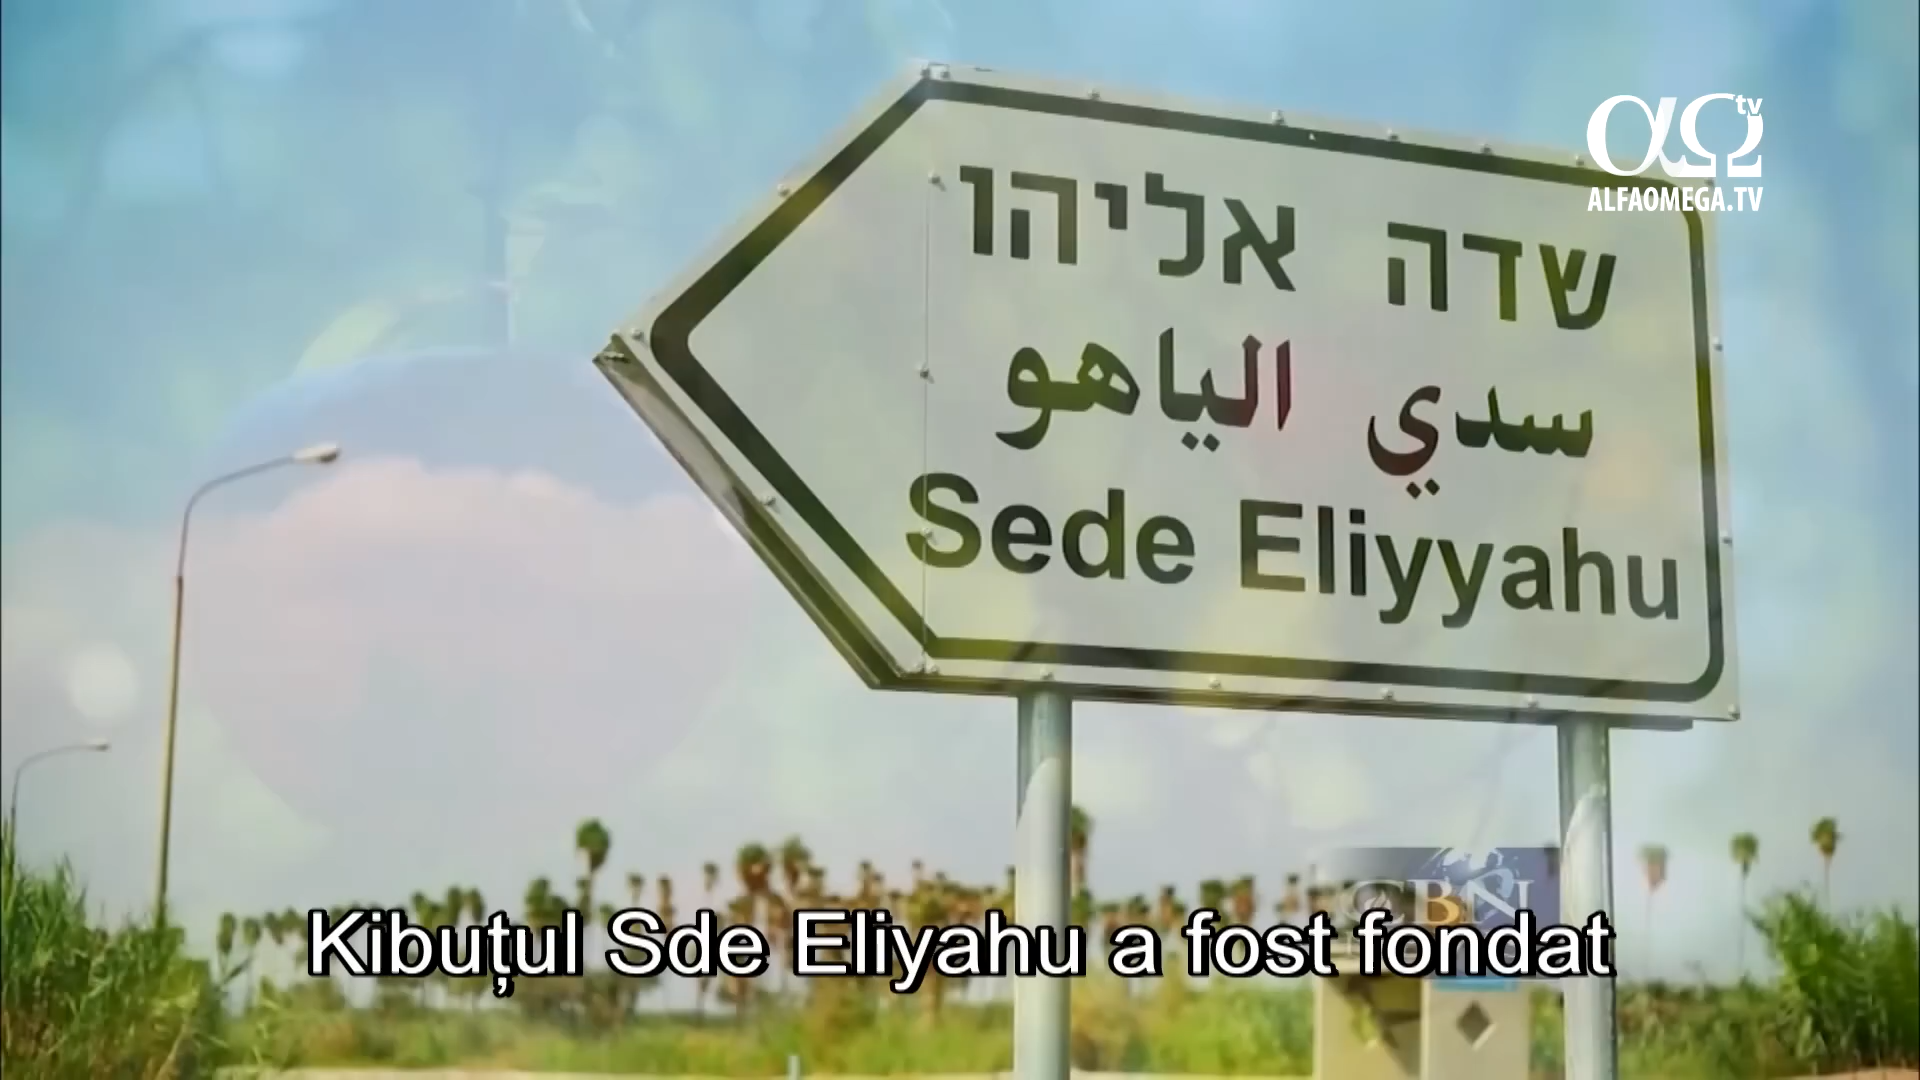 tv
αΩ
ALFAOMEGA.TV
שדה אליהו
سدي الياهو
Sede Eliyyahu
CBN
Kibuțul Sde Eliyahu a fost fondat